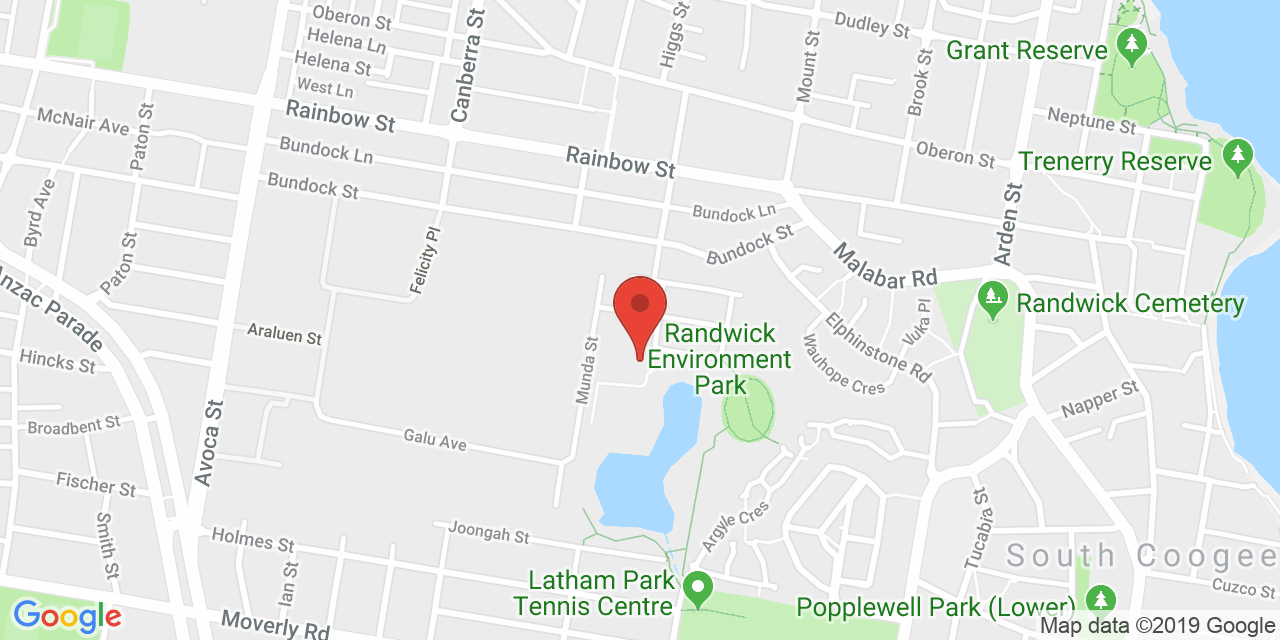 Oberon St
Helena Ln
Helena St
West Ln
Canberra St
Higgs St
Dudley St
Mount St
Brook St
Grant Reserve
McNair Ave
Paton St
Rainbow St
Neptune St
Bundock Ln
Rainbow St
Oberon St
Trenerry Reserve
Byrd Ave
Bundock St
Bundock Ln
Arden St
Paton St
Felicity Pl
Bundock St
Malabar Rd
Anzac Parade
Randwick Cemetery
Araluen St
Randwick
Environment
Park
Vuka Pl
Elphinstone Rd
Wauhope Cres
Hincks St
Munda St
Napper St
Broadbent St
Avoca St
Galu Ave
Fischer St
Smith St
Argyle Cres
Tucabia St
Holmes St
Joongah St
South Coogee
Ian St
Latham Park
Tennis Centre
Cuzco St
Popplewell Park (Lower)
Google
Moverly Rd
Map data ©2019 Google